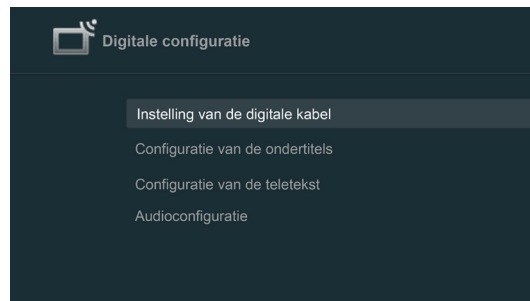 Digitale configuratie
Instelling van de digitale kabel
Configuratie van de ondertitels
Configuratie van de teletekst
Audioconfiguratie